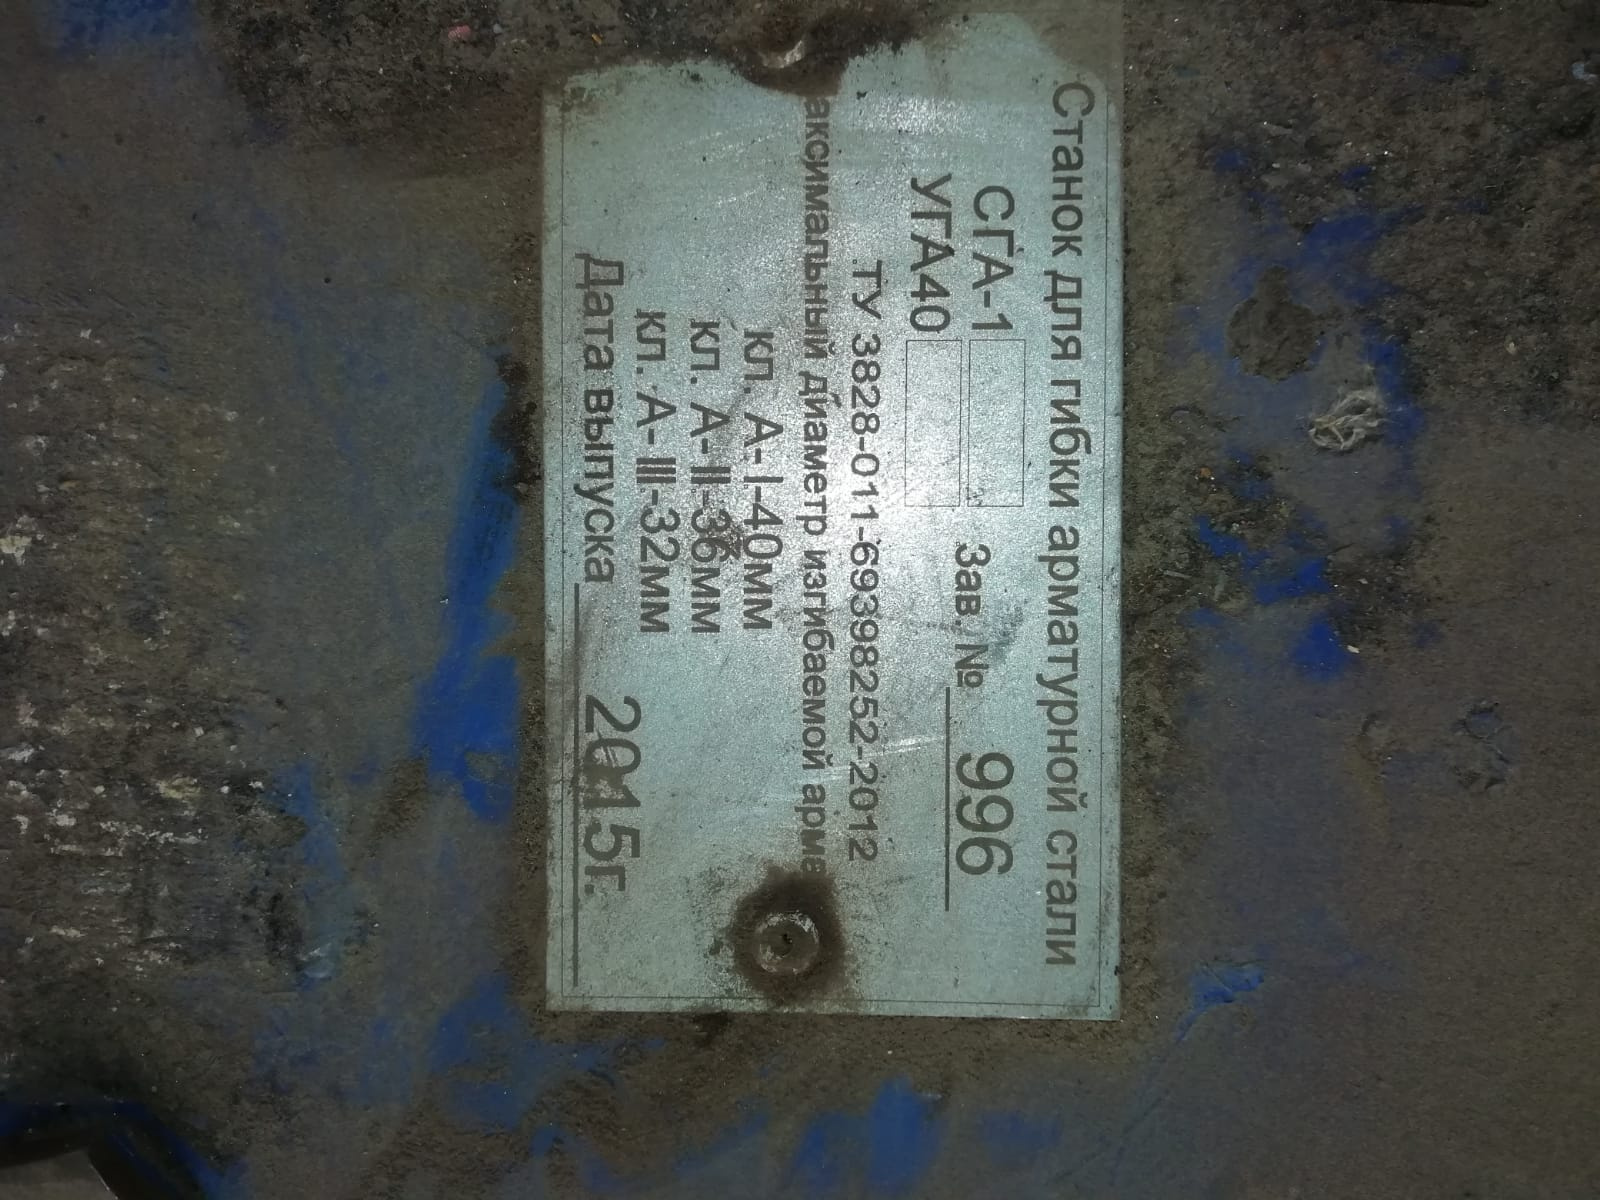 Станок для гибки арматурной стали
СГА-1
УГА40
Зав. № 996
ТУ 3828-011-69398252-2012
аксимальный диаметр изгибаемой арма
кл. А-I-40мм
кл. А-II-36мм
кл. А-III-32мм
Дата выпуска 2015г.